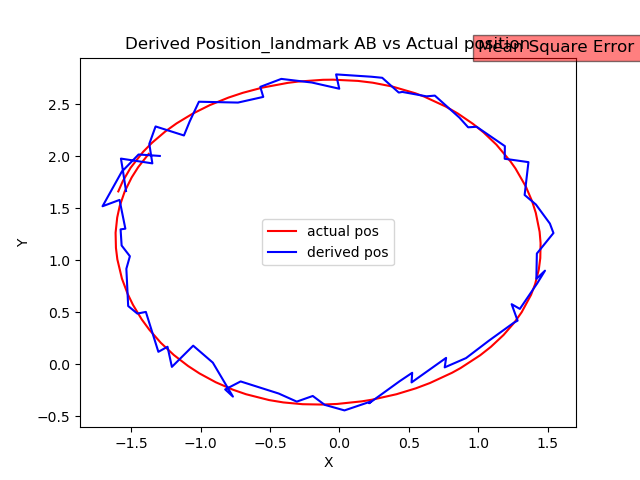 Derived Position_landmark AB vs Actual position
Mean Square Error
2.5
2.0
1.5
1.0
0.5
0.0
−0.5
Y
actual pos
derived pos
−1.5
−1.0
−0.5
0.0
0.5
1.0
1.5
X